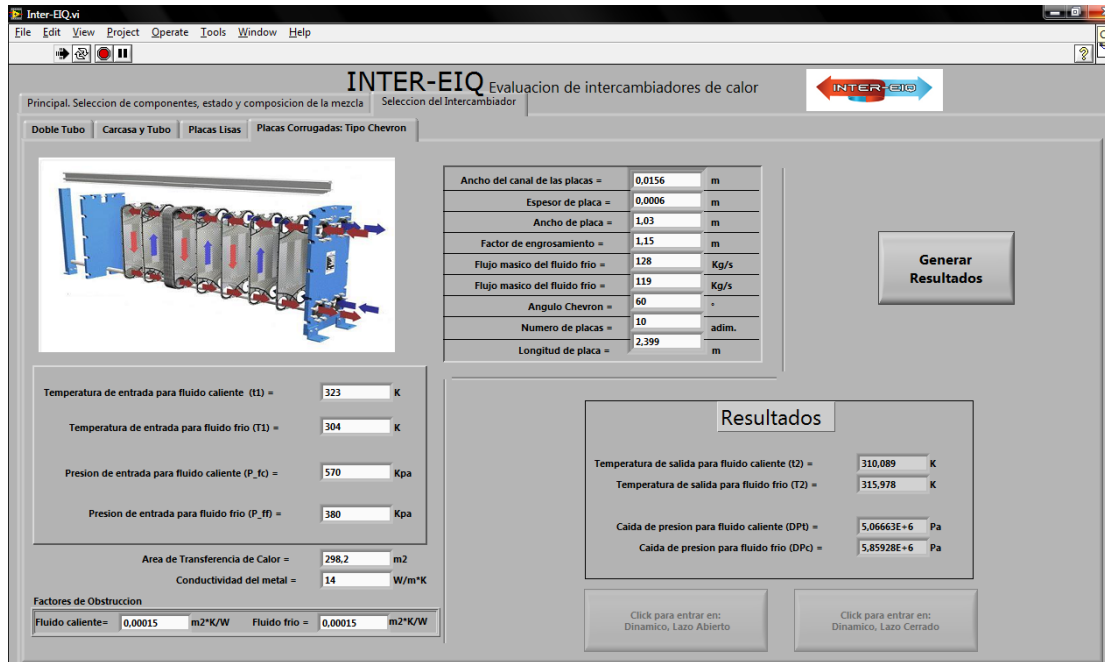 Inter-EIQ.vi
File Edit View Project Operate Tools Window Help
INTER-EIQ Evaluacion de intercambiadores de calor
INTER-EIQ
Principal. Seleccion de componentes, estado y composicion de la mezcla
Seleccion del Intercambiador
Doble Tubo
Carcasa y Tubo
Placas Lisas
Placas Corrugadas: Tipo Chevron
Ancho del canal de las placas = 0,0156 m
Espesor de placa = 0,0006 m
Ancho de placa = 1,03 m
Factor de engrosamiento = 1,15 m
Flujo masico del fluido frio = 128 Kg/s
Flujo masico del fluido frio = 119 Kg/s
Angulo Chevron = 60 °
Numero de placas = 10 adim.
Longitud de placa = 2,399 m
Generar
Resultados
Temperatura de entrada para fluido caliente (t1) = 323 K
Temperatura de entrada para fluido frio (T1) = 304 K
Presion de entrada para fluido caliente (P_fc) = 570 Kpa
Presion de entrada para fluido frio (P_ff) = 380 Kpa
Area de Transferencia de Calor = 298,2 m2
Conductividad del metal = 14 W/m*K
Factores de Obstruccion
Fluido caliente= 0,00015 m2*K/W Fluido frio = 0,00015 m2*K/W
Resultados
Temperatura de salida para fluido caliente (t2) = 310,089 K
Temperatura de salida para fluido frio (T2) = 315,978 K
Caida de presion para fluido caliente (DPt) = 5,06663E+6 Pa
Caida de presion para fluido frio (DPc) = 5,85928E+6 Pa
Click para entrar en:
Dinamico, Lazo Abierto
Click para entrar en:
Dinamico, Lazo Cerrado